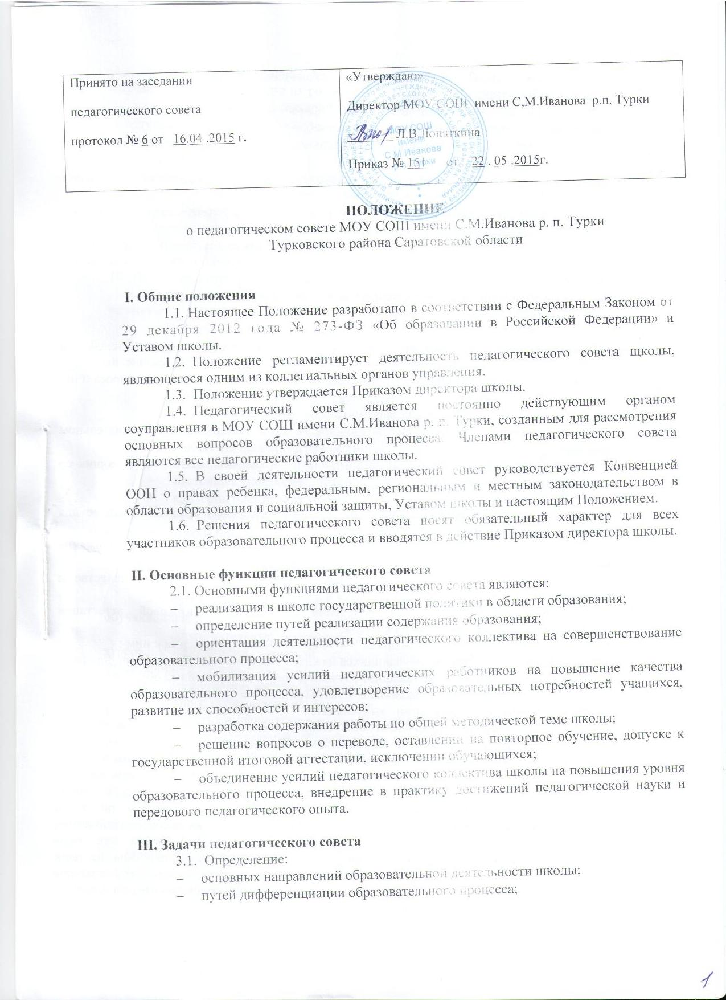 Принято на заседании
педагогического совета
протокол № 6 от 16.04 .2015 г.
«Утверждаю»
Директор МОУ СОШ имени С.М.Иванова р.п. Турки
Л.В.Лопаткина
Приказ № 151 от 22 . 05 .2015г.
МОУ СОШ
имени
С.М Иванова
р.п. Турки
ПОЛОЖЕНИЕ
о педагогическом совете МОУ СОШ имени С.М.Иванова р. п. Турки
Турковского района Саратовской области
I. Общие положения
1.1. Настоящее Положение разработано в соответствии с Федеральным Законом от
29 декабря 2012 года № 273-ФЗ «Об образовании в Российской Федерации» и
Уставом школы.
1.2. Положение регламентирует деятельность педагогического совета щколы,
являющегося одним из коллегиальных органов управления.
1.3. Положение утверждается Приказом директора школы.
1.4. Педагогический совет является постоянно действующим органом
соуправления в МОУ СОШ имени С.М.Иванова р. п. Турки, созданным для рассмотрения
основных вопросов образовательного процесса. Членами педагогического совета
являются все педагогические работники школы.
1.5. В своей деятельности педагогический совет руководствуется Конвенцией
ООН о правах ребенка, федеральным, региональным и местным законодательством в
области образования и социальной защиты, Уставом школы и настоящим Положением.
1.6. Решения педагогического совета носят обязательный характер для всех
участников образовательного процесса и вводятся в действие Приказом директора школы.
II. Основные функции педагогического совета
2.1. Основными функциями педагогического совета являются:
– реализация в школе государственной политики в области образования;
– определение путей реализации содержания образования;
– ориентация деятельности педагогического коллектива на совершенствование
образовательного процесса;
– мобилизация усилий педагогических работников на повышение качества
образовательного процесса, удовлетворение образовательных потребностей учащихся,
развитие их способностей и интересов;
– разработка содержания работы по общей методической теме школы;
– решение вопросов о переводе, оставлении на повторное обучение, допуске к
государственной итоговой аттестации, исключении обучающихся;
– объединение усилий педагогического коллектива школы на повышения уровня
образовательного процесса, внедрение в практику достижений педагогической науки и
передового педагогического опыта.
III. Задачи педагогического совета
3.1. Определение:
– основных направлений образовательной деятельности школы;
– путей дифференциации образовательного процесса;
1